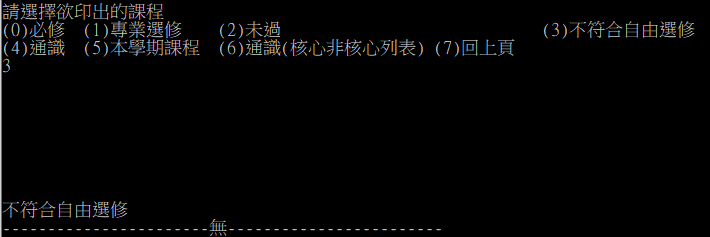 請選擇欲印出的課程
(0)必修 (1)專業選修 (2)未過 (3)不符合自由選修
(4)通識 (5)本學期課程 (6)通識(核心非核心列表) (7)回上頁
3
不符合自由選修
-----------------------無------------------------